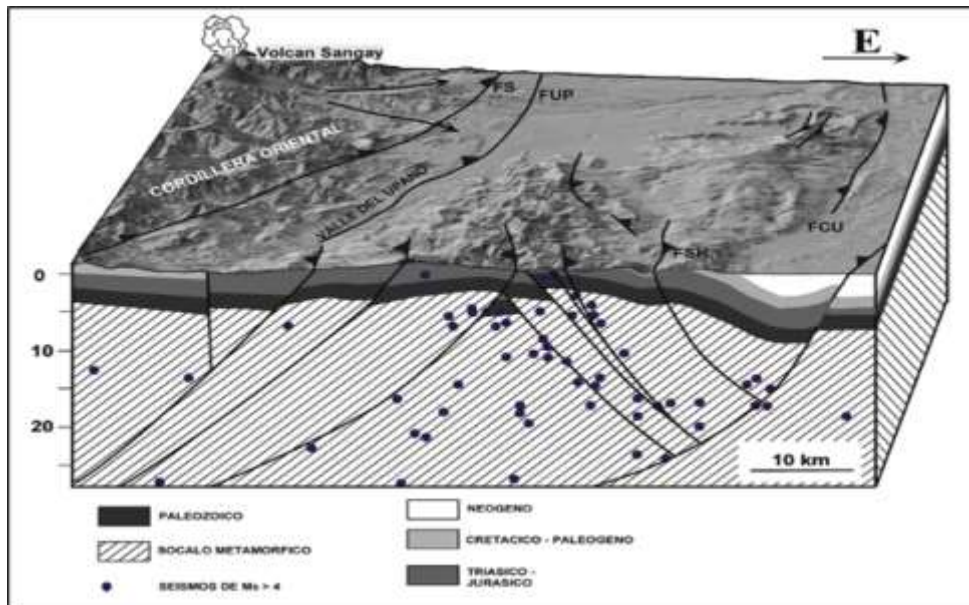 Volcan Sangay
E
FS
FUP
CORDILLERA ORIENTAL
VALLE DEL UPANO
FSH
FCU
0
10
20
10 km
PALEOZOICO
SOCALO METAMORFICO
SEISMOS DE Ms > 4
NEOGENO
CRETACICO - PALEOGENO
TRIASICO -
JURASICO